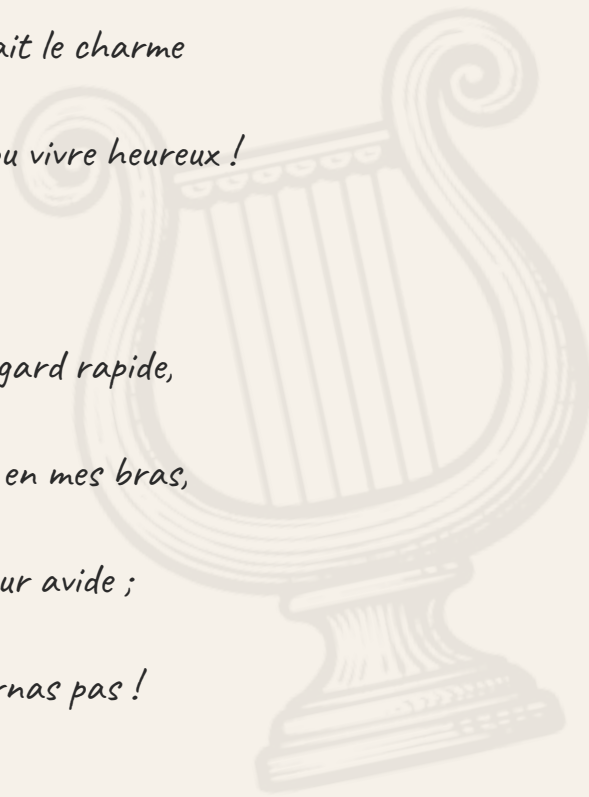 ait le charme
ou vivre heureux !
gard rapide,
en mes bras,
ur avide ;
rnas pas !